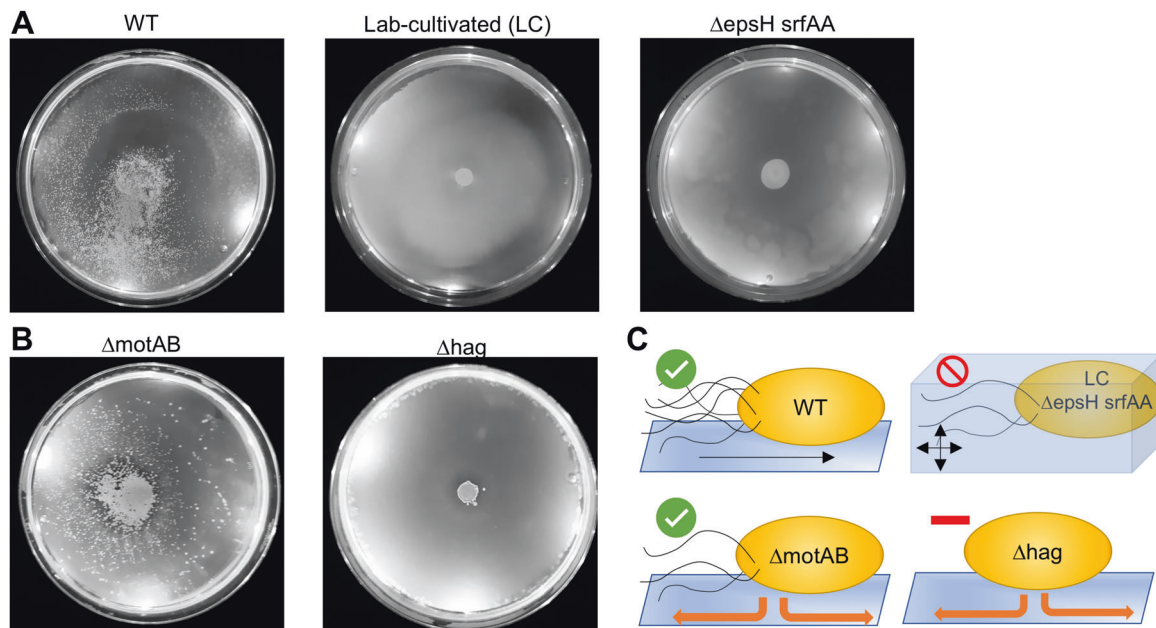 A
WT
Lab-cultivated (LC)
ΔepsH srfAA
B
ΔmotAB
Δhag
C
WT
LC
ΔepsH srfAA
ΔmotAB
Δhag